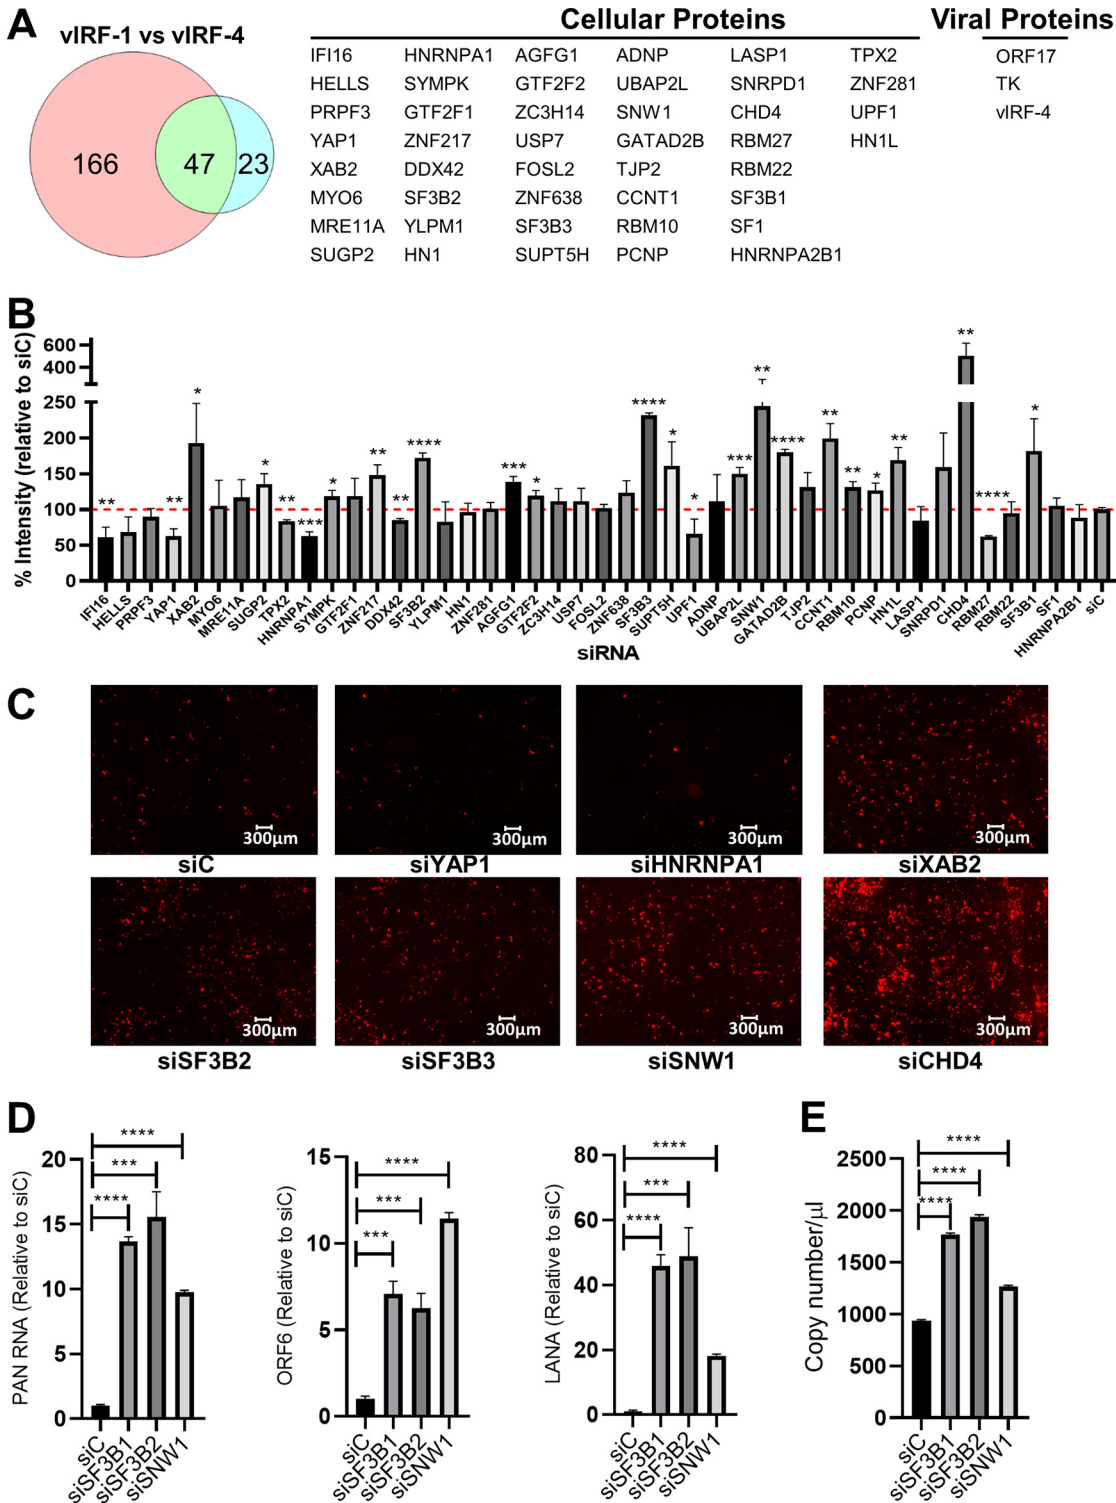 A
vIRF-1 vs vIRF-4
166
47
23
Cellular Proteins
Viral Proteins
IFI16 HNRNPA1 AGFG1 ADNP LASP1 TPX2 ORF17
HELLS SYMPK GTF2F2 UBAP2L SNRPD1 ZNF281 TK
PRPF3 GTF2F1 ZC3H14 SNW1 CHD4 UPF1 vIRF-4
YAP1 ZNF217 USP7 GATAD2B RBM27 HN1L
XAB2 DDX42 FOSL2 TJP2 RBM22
MYO6 SF3B2 ZNF638 CCNT1 SF3B1
MRE11A YLPM1 SF3B3 RBM10 SF1
SUGP2 HN1 SUPT5H PCNP HNRNPA2B1
B
% Intensity (relative to siC)
600
400
250
200
150
100
50
0
** ** * * ** *** * ** ** **** *** * **** * * *** ** **** ** ** * ** ** **** *
IFI16 HELLS PRPF3 YAP1 XAB2 MYO6 MRE11A SUGP2 TPX2 HNRNPA1 SYMPK GTF2F1 ZNF217 DDX42 SF3B2 YLPM1 HN1 ZNF281 AGFG1 GTF2F2 ZC3H14 USP7 FOSL2 ZNF638 SF3B3 SUPT5H UPF1 ADNP UBAP2L SNW1 GATAD2B TJP2 CCNT1 RBM10 PCNP HN1L LASP1 SNRPD1 CHD4 RBM27 RBM22 SF3B1 SF1 HNRNPA2B1 siC
siRNA
C
300µm 300µm 300µm 300µm
siC siYAP1 siHNRNPA1 siXAB2
300µm 300µm 300µm 300µm
siSF3B2 siSF3B3 siSNW1 siCHD4
D
PAN RNA (Relative to siC)
20
15
10
5
0
****
***
****
siC siSF3B1 siSF3B2 siSNW1
ORF6 (Relative to siC)
15
10
5
0
****
***
***
siC siSF3B1 siSF3B2 siSNW1
LANA (Relative to siC)
80
60
40
20
0
****
***
****
siC siSF3B1 siSF3B2 siSNW1
E
Copy number/µl
2500
2000
1500
1000
500
0
****
****
****
siC siSF3B1 siSF3B2 siSNW1